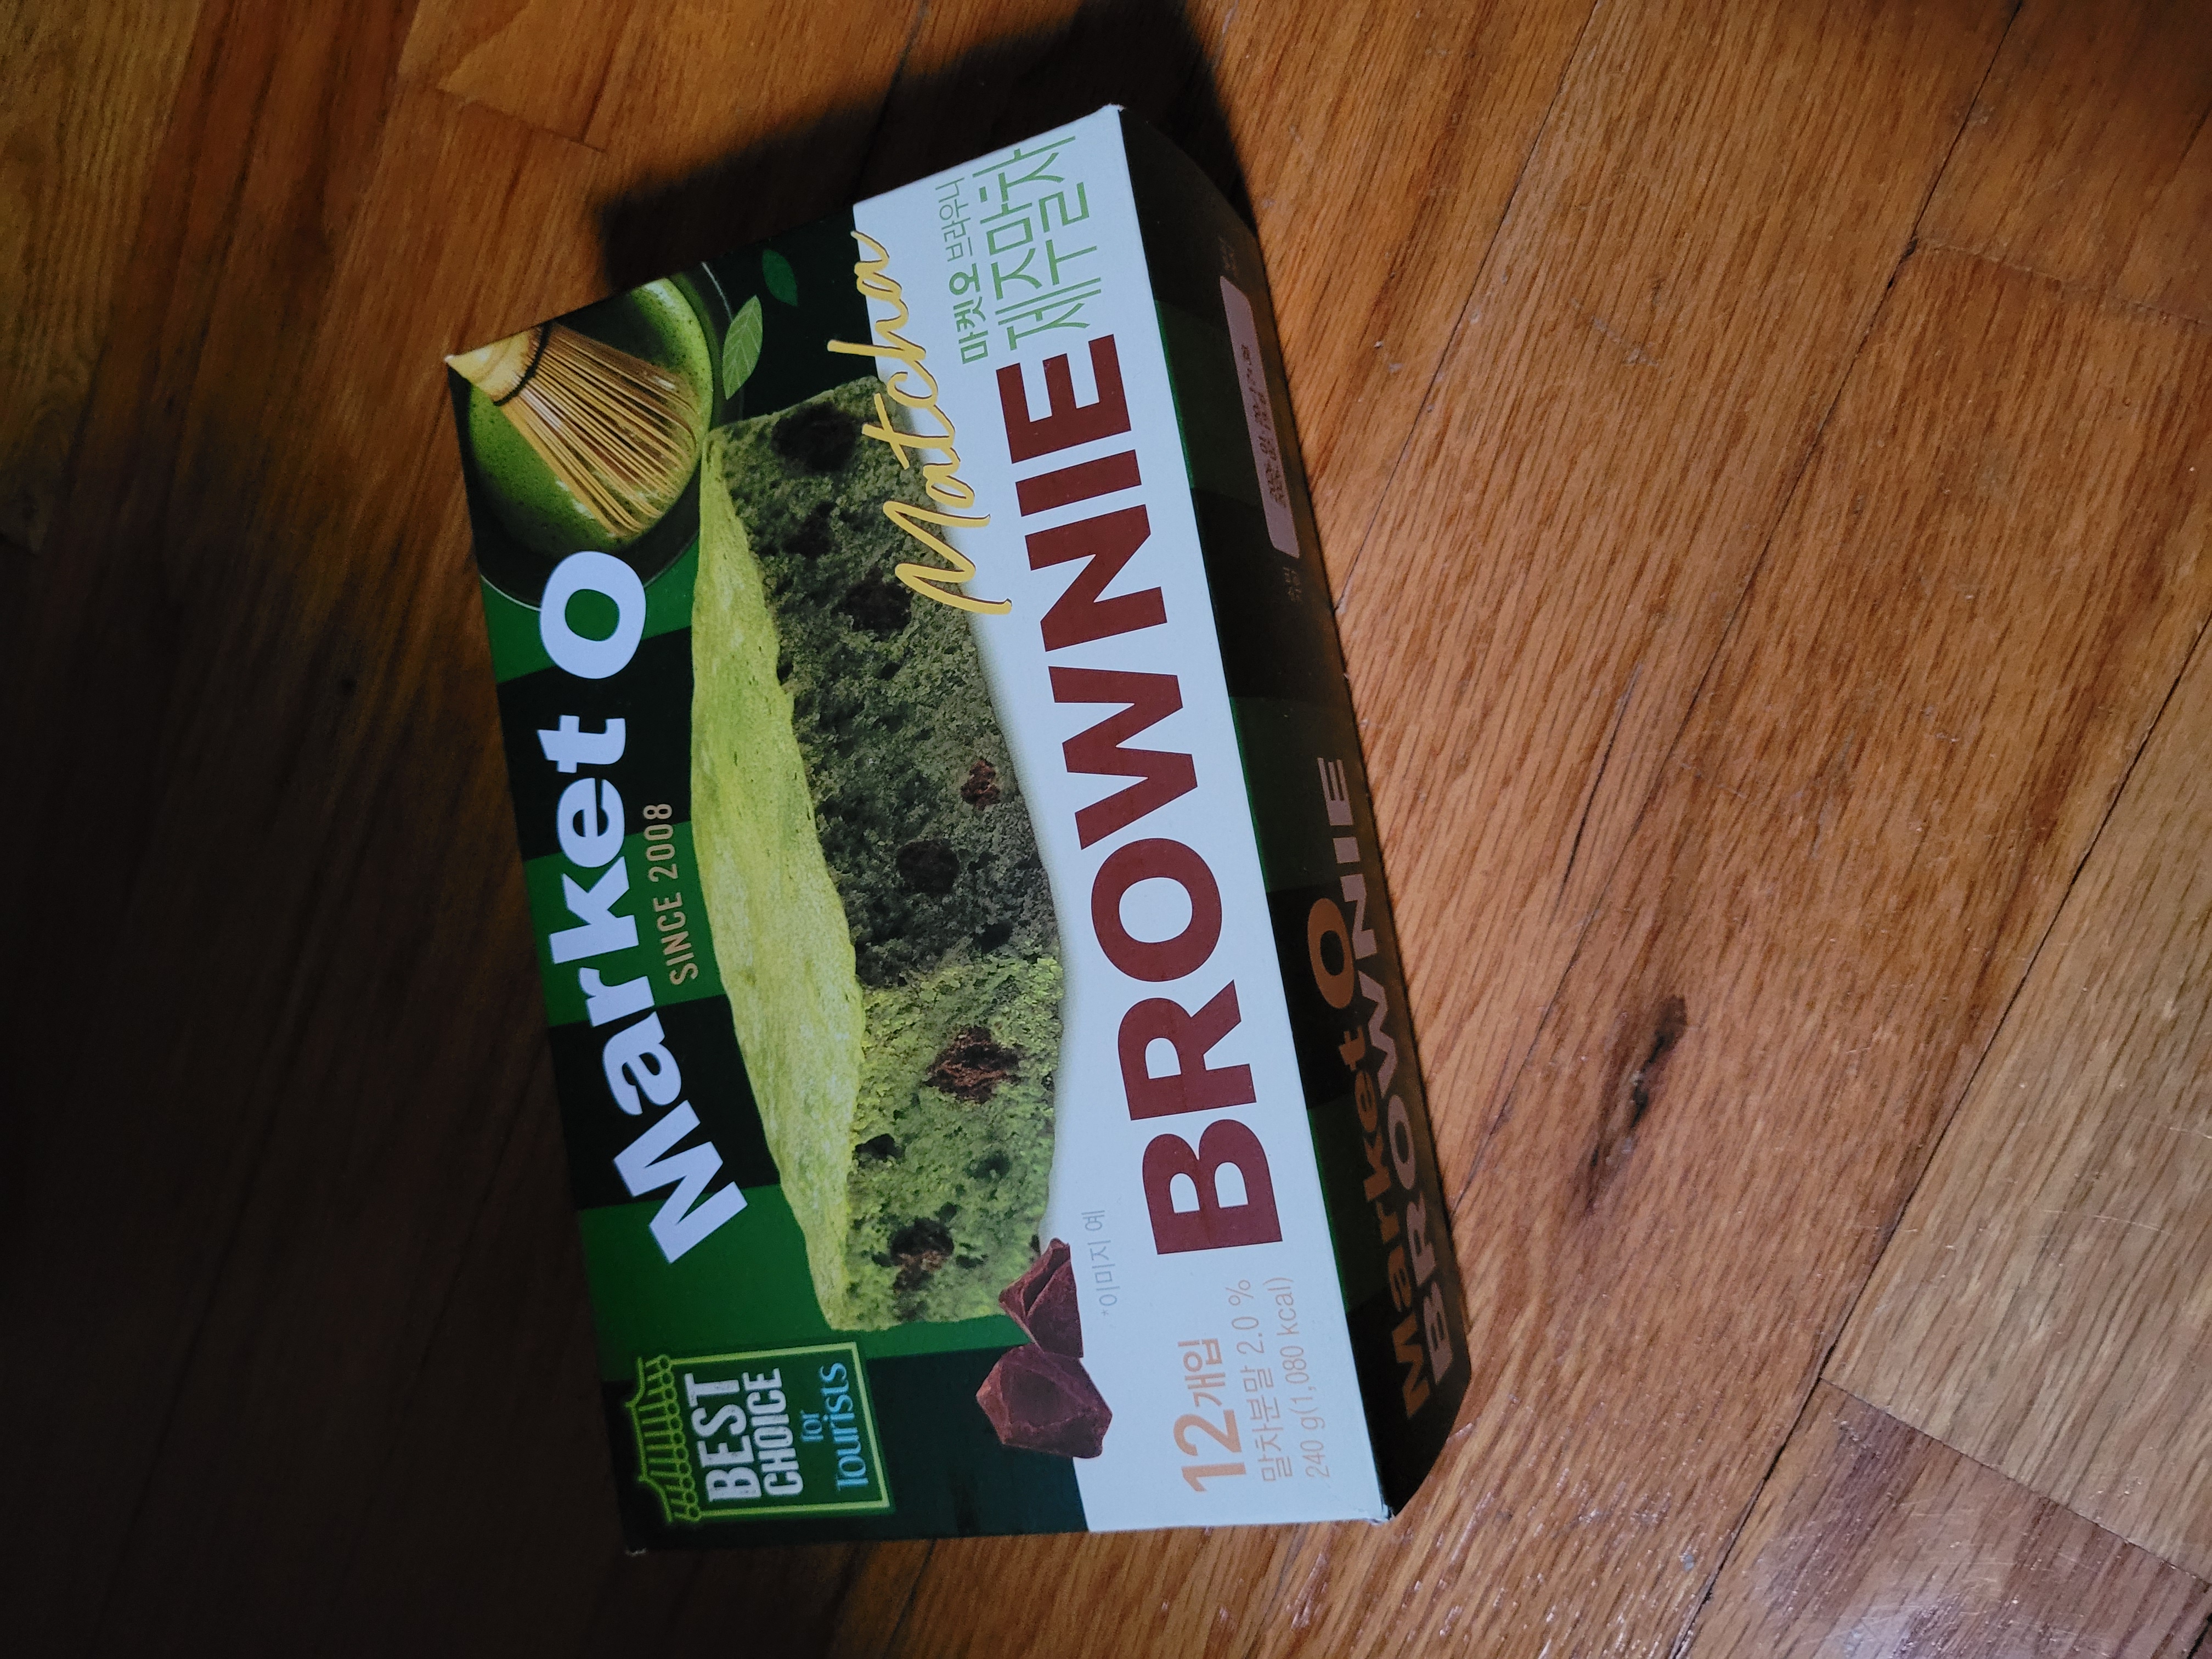 Market O
SINCE 2008
BEST
CHOICE
for
Tourists
Matcha
마켓오 브라우니
제주말차
BROWNIE
*이미지 예
12개입
말차분말 2.0 %
240 g(1,080 kcal)
Market O
BROWNIE